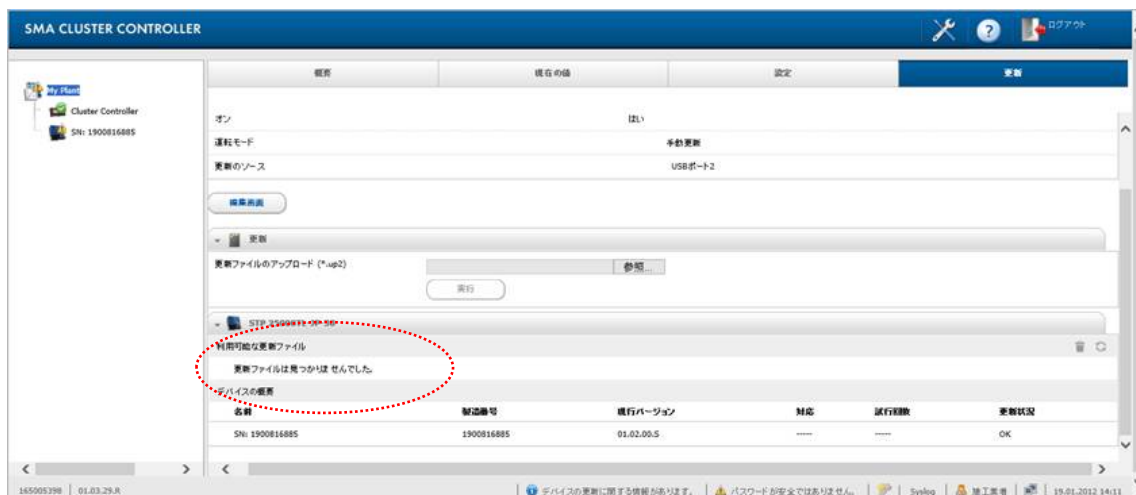 SMA CLUSTER CONTROLLER
ログアウト
概要 現在の値 設定 更新
My Plant
Cluster Controller
SN: 1900816885
オン はい
運転モード 手動更新
更新のソース USBポート2
編集画面
更新
更新ファイルのアップロード (*.up2) 参照...
実行
利用可能な更新ファイル
更新ファイルは見つかりませんでした。
デバイスの概要
名前 製造番号 現行バージョン 対応 試行回数 更新状況
SN: 1900816885 1900816885 01.02.00.S ----- ----- OK
165005398 01.03.29.R デバイスの更新に関する情報があります。 パスワードが安全ではありません。 Syslog 施工業者 19.01.2012 14:11